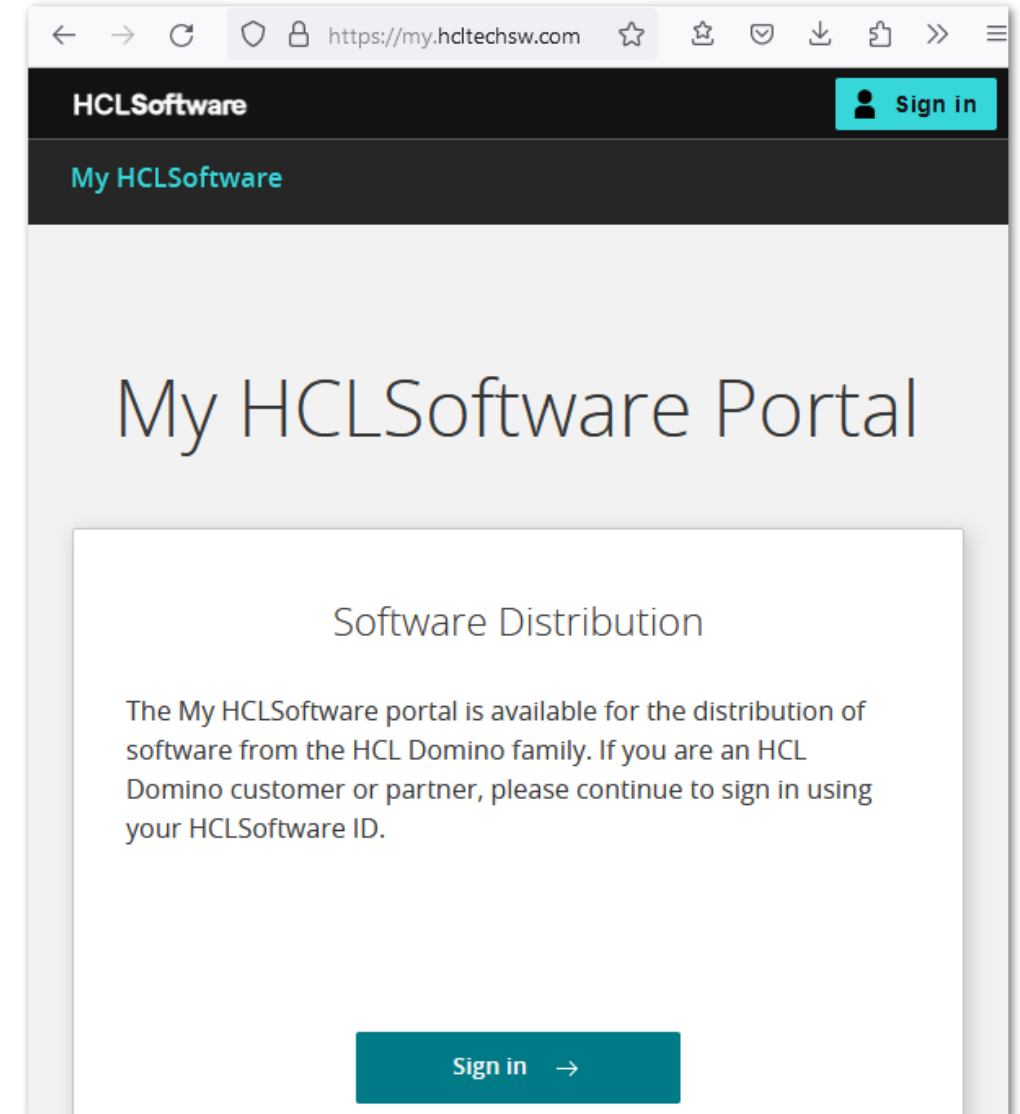 https://my.hcltechsw.com
HCLSoftware
Sign in
My HCLSoftware
My HCLSoftware Portal
Software Distribution
The My HCLSoftware portal is available for the distribution of
software from the HCL Domino family. If you are an HCL
Domino customer or partner, please continue to sign in using
your HCLSoftware ID.
Sign in →